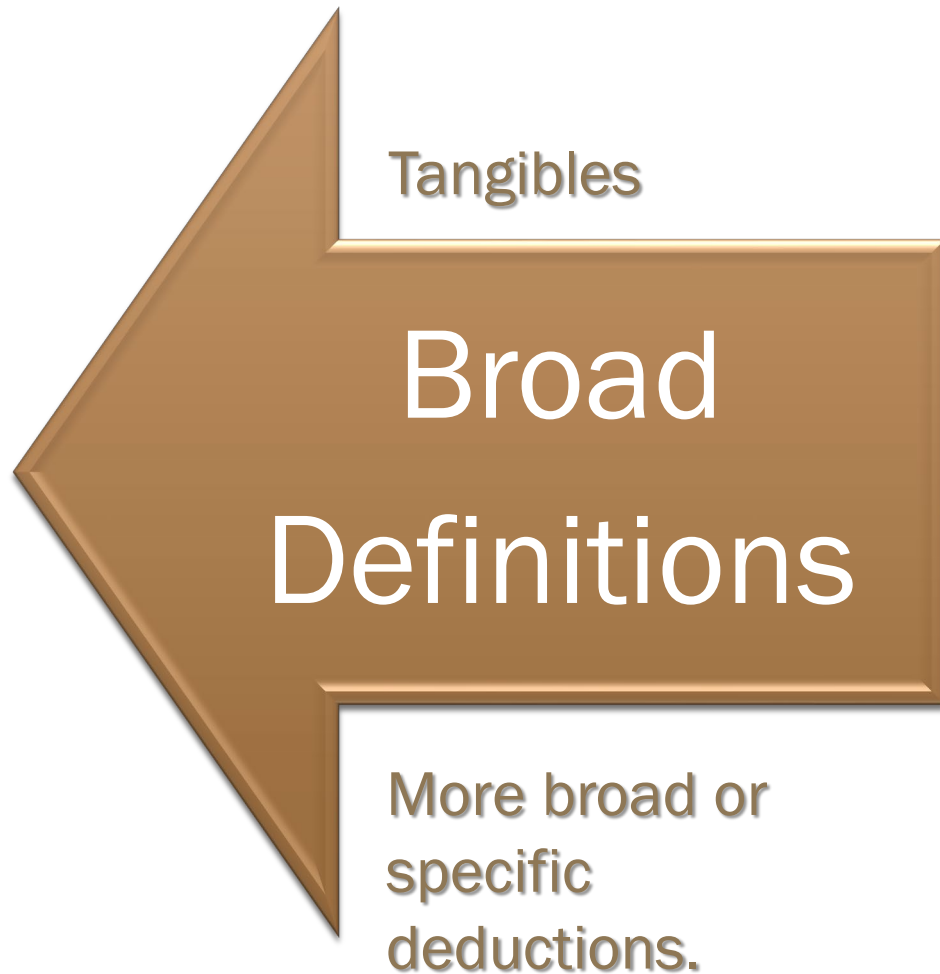 Tangibles
Broad
Definitions
More broad or
specific
deductions.